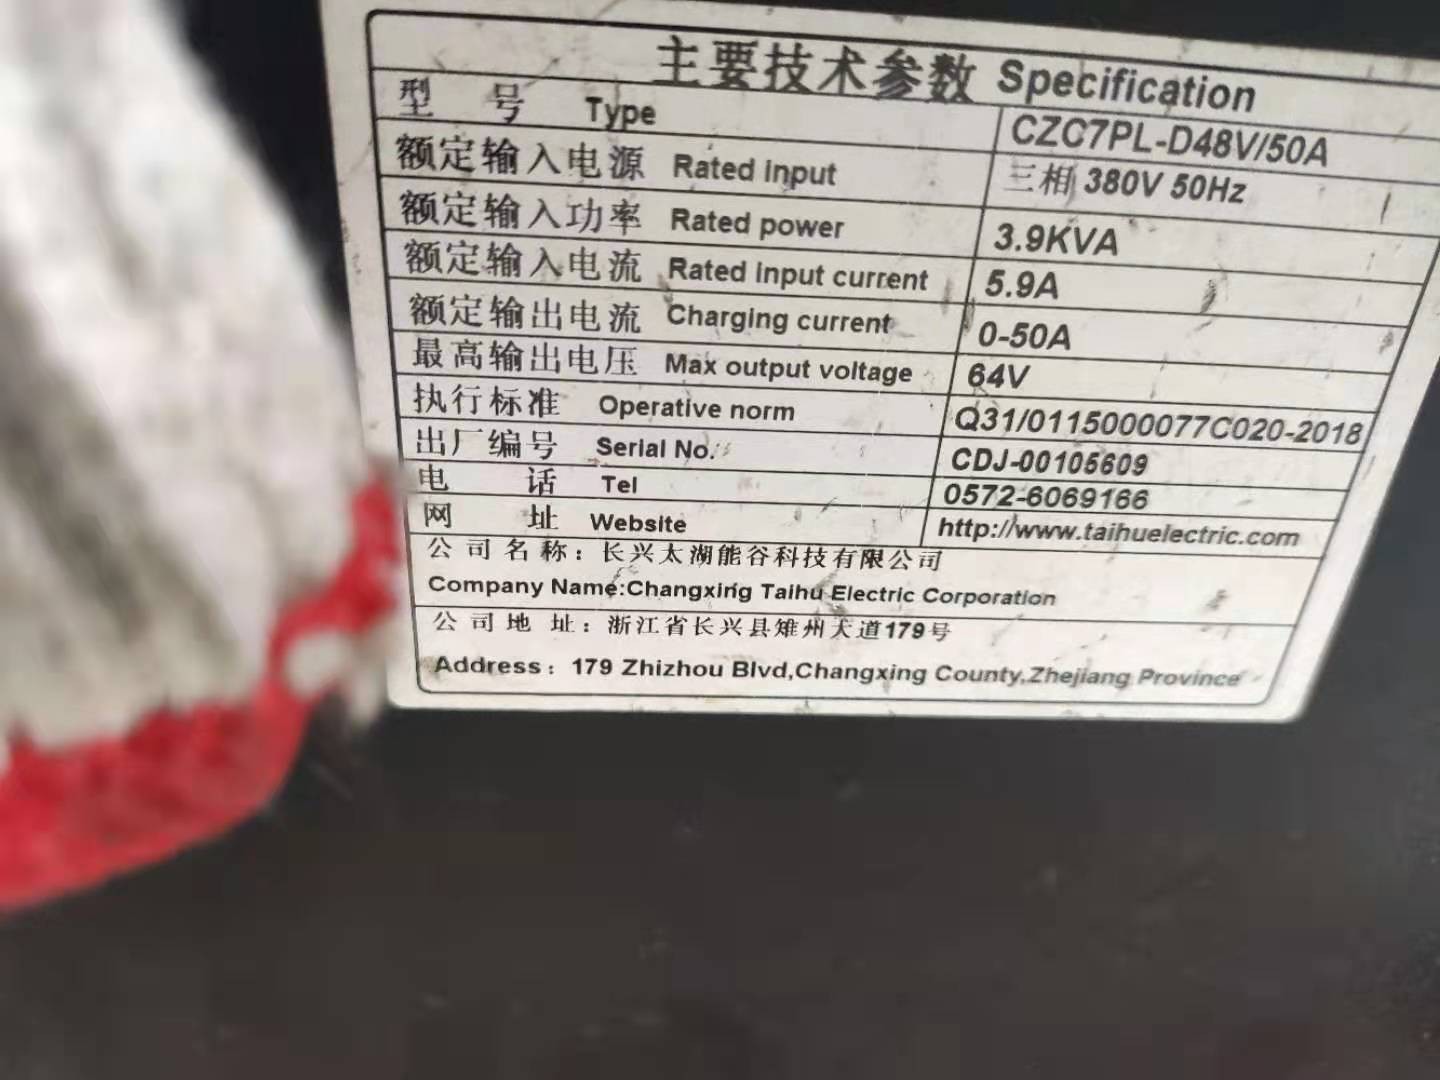 主要技术参数 Specification
型号 Type CZC7PL-D48V/50A
额定输入电源 Rated input 三相 380V 50Hz
额定输入功率 Rated power 3.9KVA
额定输入电流 Rated input current 5.9A
额定输出电流 Charging current 0-50A
最高输出电压 Max output voltage 64V
执行标准 Operative norm Q31/0115000077C020-2018
出厂编号 Serial No. CDJ-00105609
电话 Tel 0572-6069166
网址 Website http://www.taihuelectric.com
公司名称：长兴太湖能谷科技有限公司
Company Name:Changxing Taihu Electric Corporation
公司地址：浙江省长兴县雉州大道179号
Address：179 Zhizhou Blvd,Changxing County,Zhejiang Province